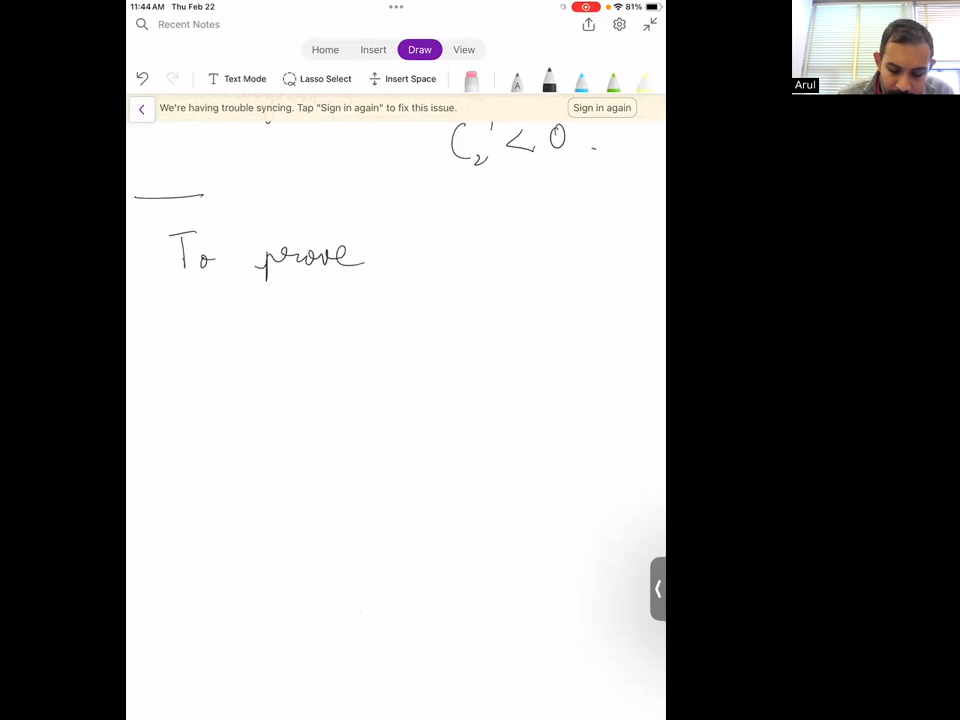 11:44 AM Thu Feb 22 81%
Recent Notes
Home Insert Draw View
Text Mode Lasso Select Insert Space
We're having trouble syncing. Tap "Sign in again" to fix this issue. Sign in again
C₂' < 0 .
To prove
Arul